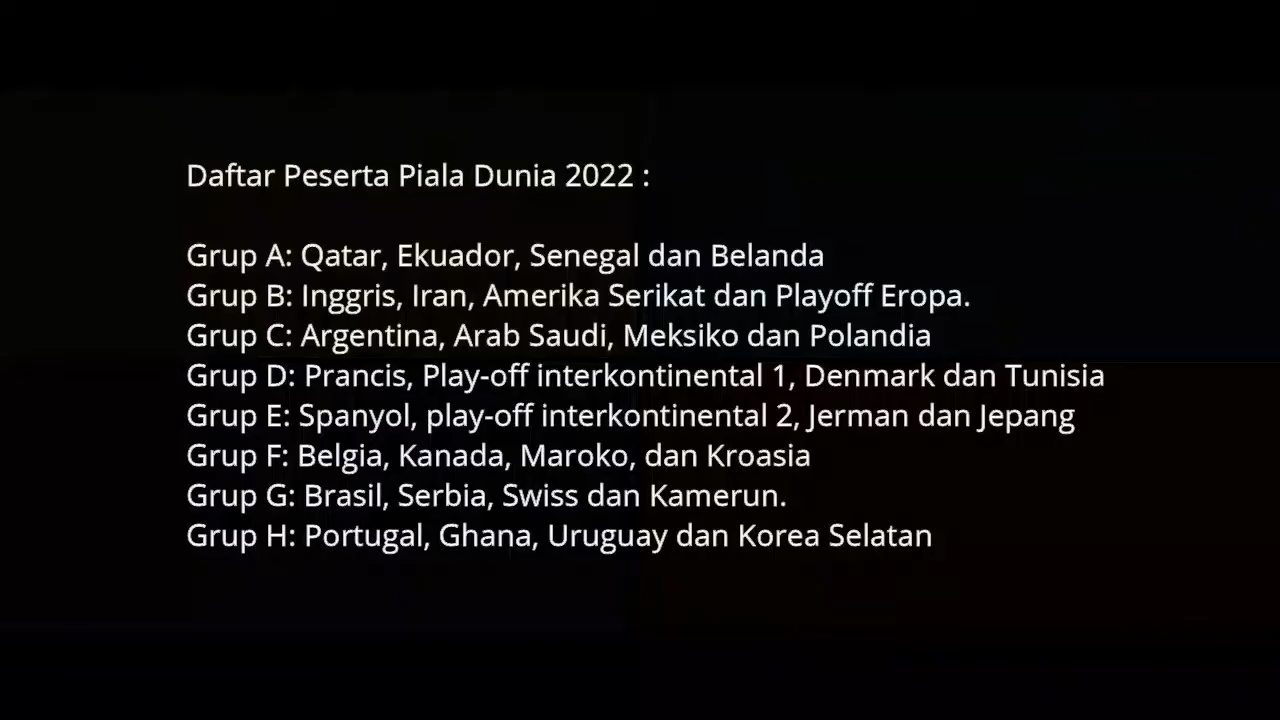 Daftar Peserta Piala Dunia 2022 :
Grup A: Qatar, Ekuador, Senegal dan Belanda
Grup B: Inggris, Iran, Amerika Serikat dan Playoff Eropa.
Grup C: Argentina, Arab Saudi, Meksiko dan Polandia
Grup D: Prancis, Play-off interkontinental 1, Denmark dan Tunisia
Grup E: Spanyol, play-off interkontinental 2, Jerman dan Jepang
Grup F: Belgia, Kanada, Maroko, dan Kroasia
Grup G: Brasil, Serbia, Swiss dan Kamerun.
Grup H: Portugal, Ghana, Uruguay dan Korea Selatan